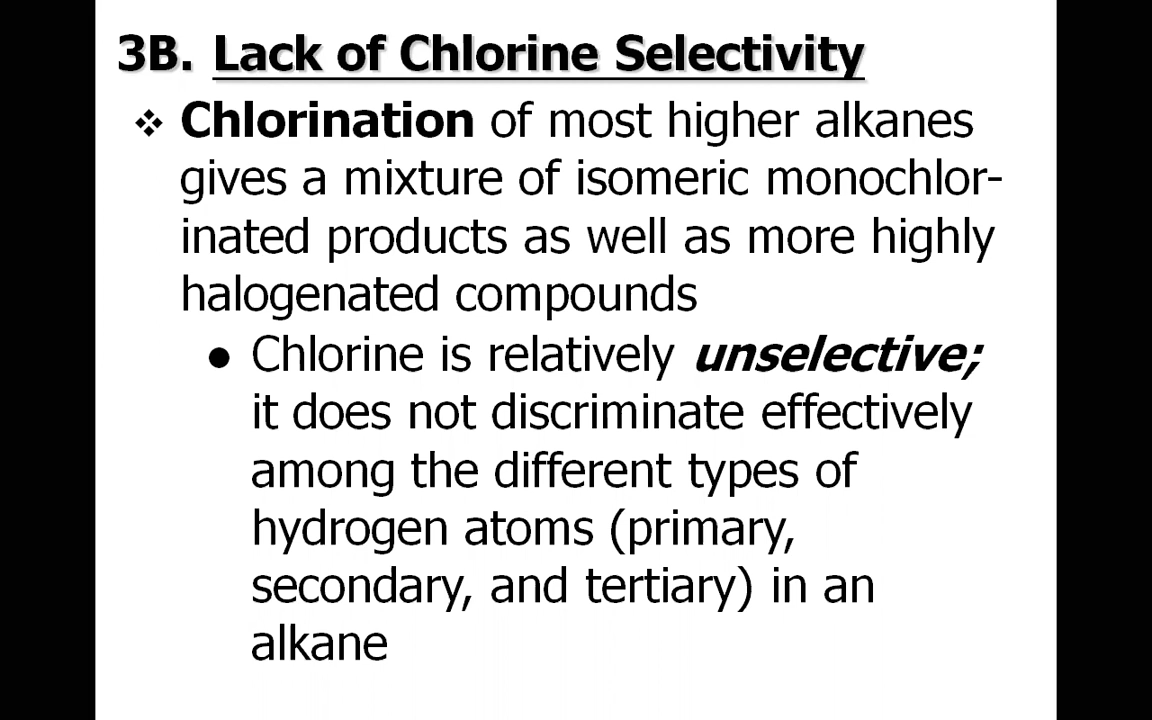 3B. Lack of Chlorine Selectivity
❖ Chlorination of most higher alkanes
gives a mixture of isomeric monochlor-
inated products as well as more highly
halogenated compounds
● Chlorine is relatively unselective;
it does not discriminate effectively
among the different types of
hydrogen atoms (primary,
secondary, and tertiary) in an
alkane